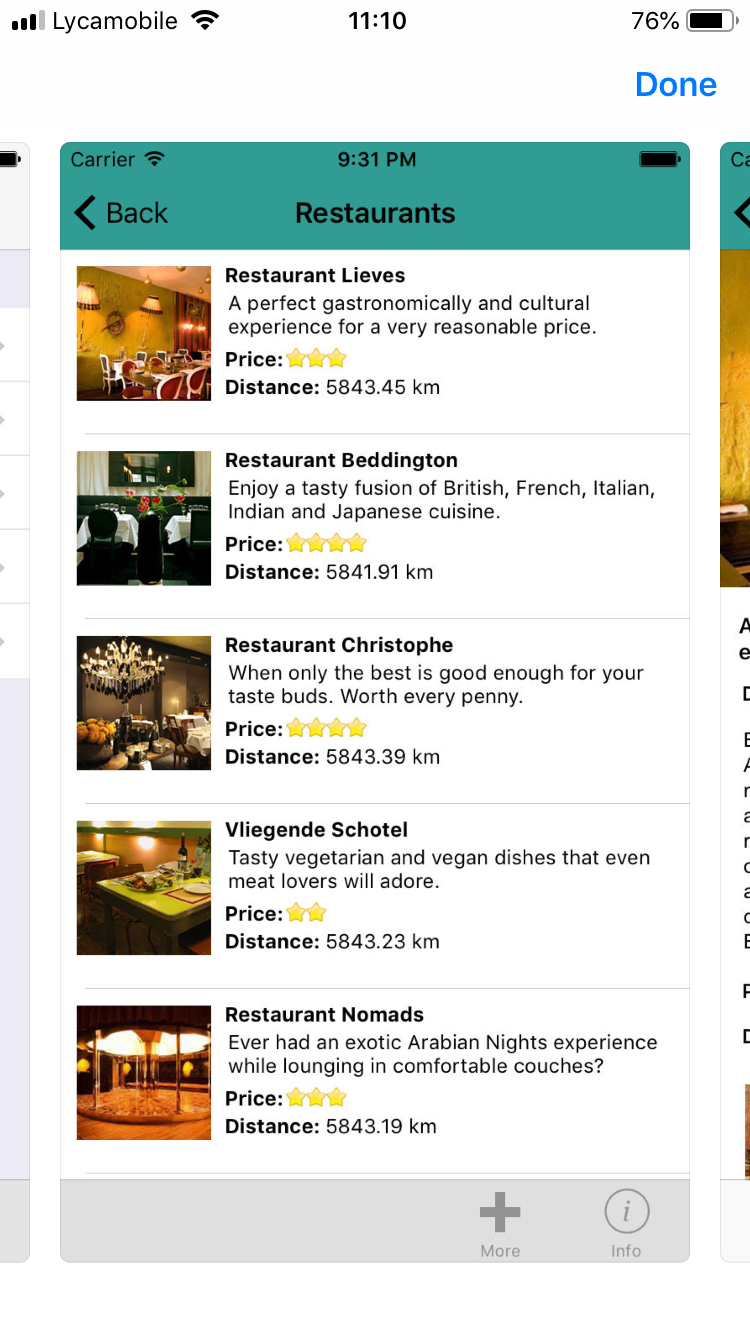 Lycamobile 11:10 76%
Done
Carrier 9:31 PM
Back Restaurants
Restaurant Lieves
A perfect gastronomically and cultural
experience for a very reasonable price.
Price:
Distance: 5843.45 km
Restaurant Beddington
Enjoy a tasty fusion of British, French, Italian,
Indian and Japanese cuisine.
Price:
Distance: 5841.91 km
Restaurant Christophe
When only the best is good enough for your
taste buds. Worth every penny.
Price:
Distance: 5843.39 km
Vliegende Schotel
Tasty vegetarian and vegan dishes that even
meat lovers will adore.
Price:
Distance: 5843.23 km
Restaurant Nomads
Ever had an exotic Arabian Nights experience
while lounging in comfortable couches?
Price:
Distance: 5843.19 km
More Info